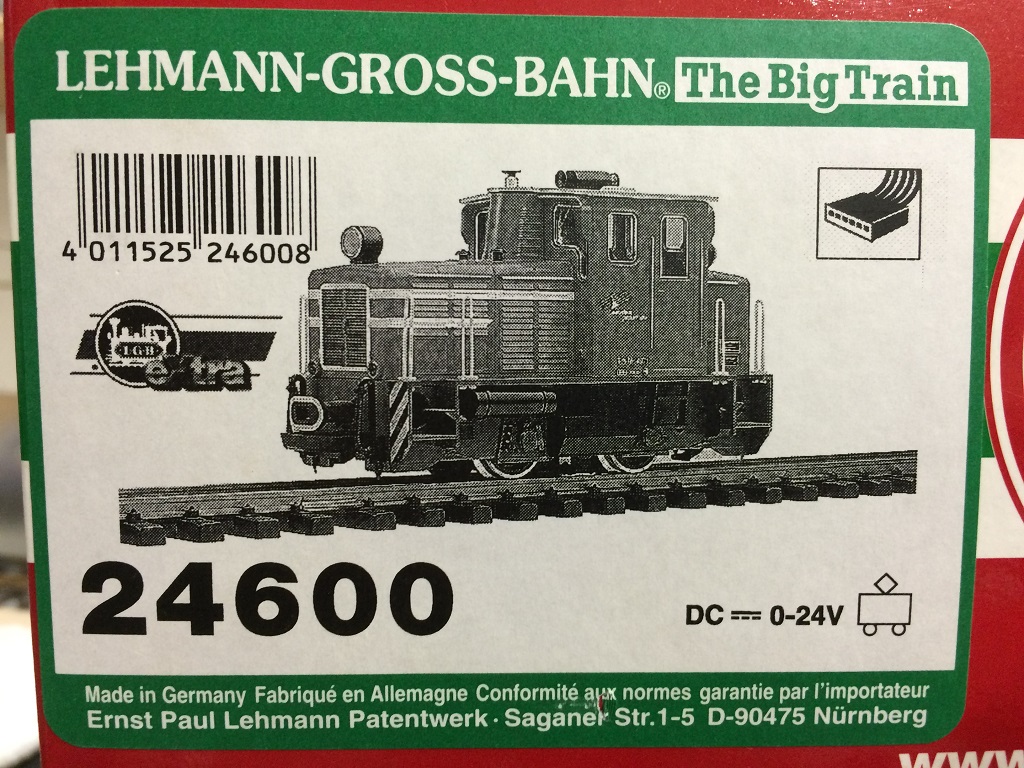 LEHMANN-GROSS-BAHN® The Big Train
4 011525 246008
LGB
extra
24600
DC 0-24V
Made in Germany Fabriqué en Allemagne Conformité aux normes garantie par l'importateur
Ernst Paul Lehmann Patentwerk · Saganer Str.1-5 D-90475 Nürnberg
www